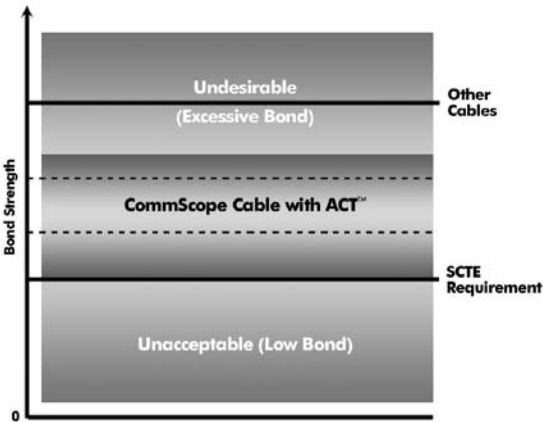 Undesirable
(Excessive Bond)
Other
Cables
CommScope Cable with ACT™
Bond Strength
SCTE
Requirement
Unacceptable (Low Bond)
0